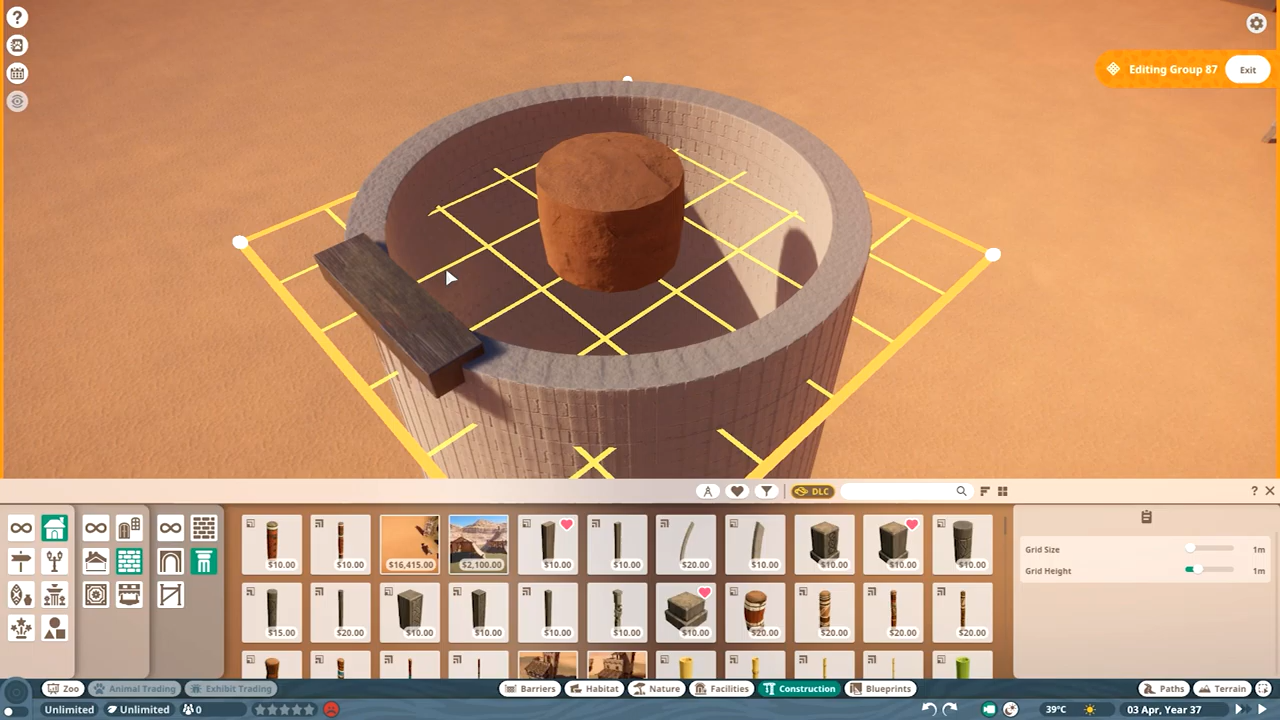 ?
Editing Group 87
Exit
DLC
? ×
$10.00 $10.00 $16,415.00 $2,100.00 $10.00 $10.00 $20.00 $10.00 $10.00 $10.00 $10.00
Grid Size 1m
Grid Height 1m
$15.00 $20.00 $10.00 $10.00 $10.00 $10.00 $10.00 $20.00 $20.00 $20.00 $20.00
Zoo Animal Trading Exhibit Trading Barriers Habitat Nature Facilities Construction Blueprints Paths Terrain
Unlimited Unlimited 0 39°C 03 Apr, Year 37